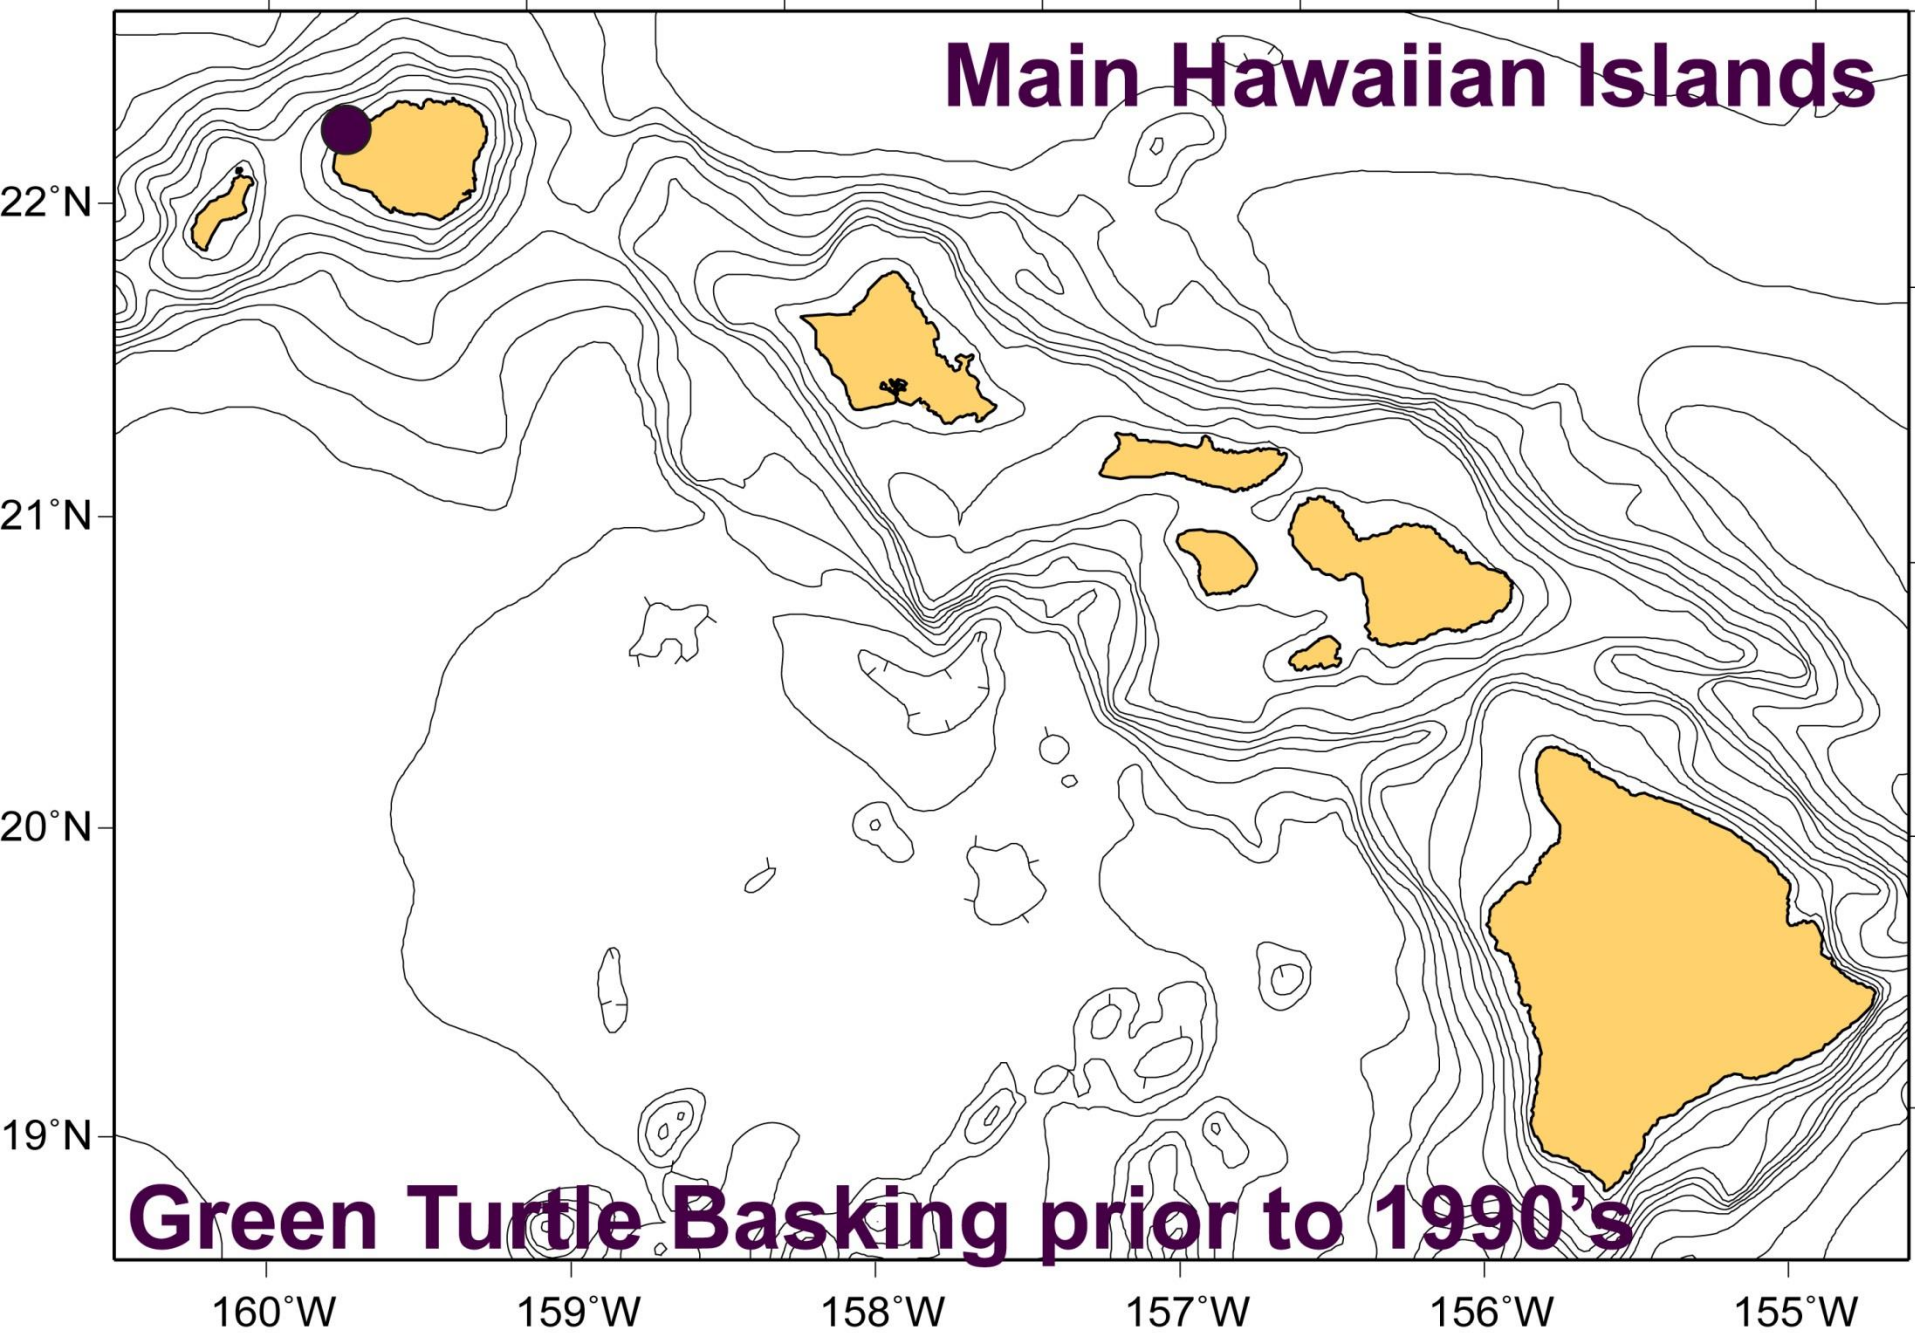 Main Hawaiian Islands
22°N
21°N
20°N
19°N
Green Turtle Basking prior to 1990’s
160°W 159°W 158°W 157°W 156°W 155°W